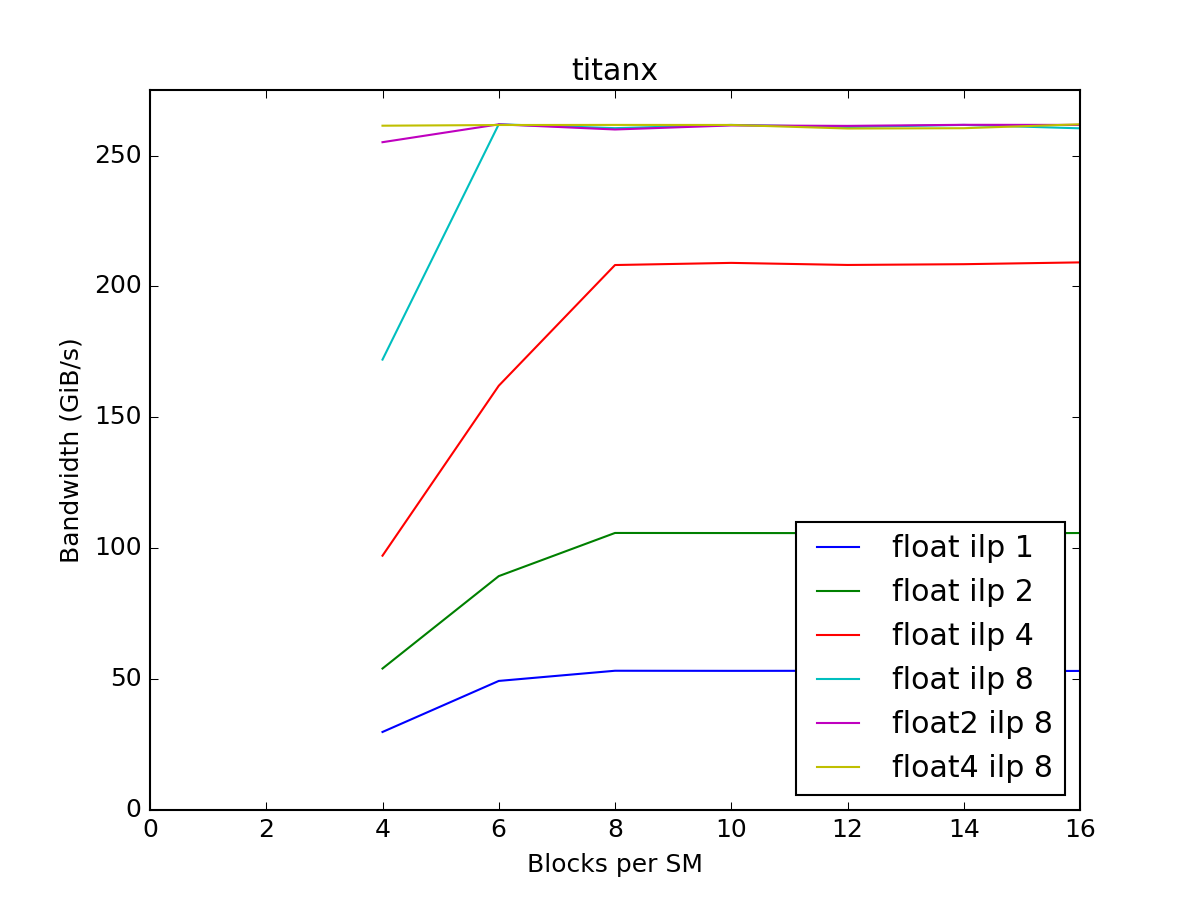 titanx
Bandwidth (GiB/s)
250
200
150
100
50
0
0 2 4 6 8 10 12 14 16
Blocks per SM
float ilp 1
float ilp 2
float ilp 4
float ilp 8
float2 ilp 8
float4 ilp 8